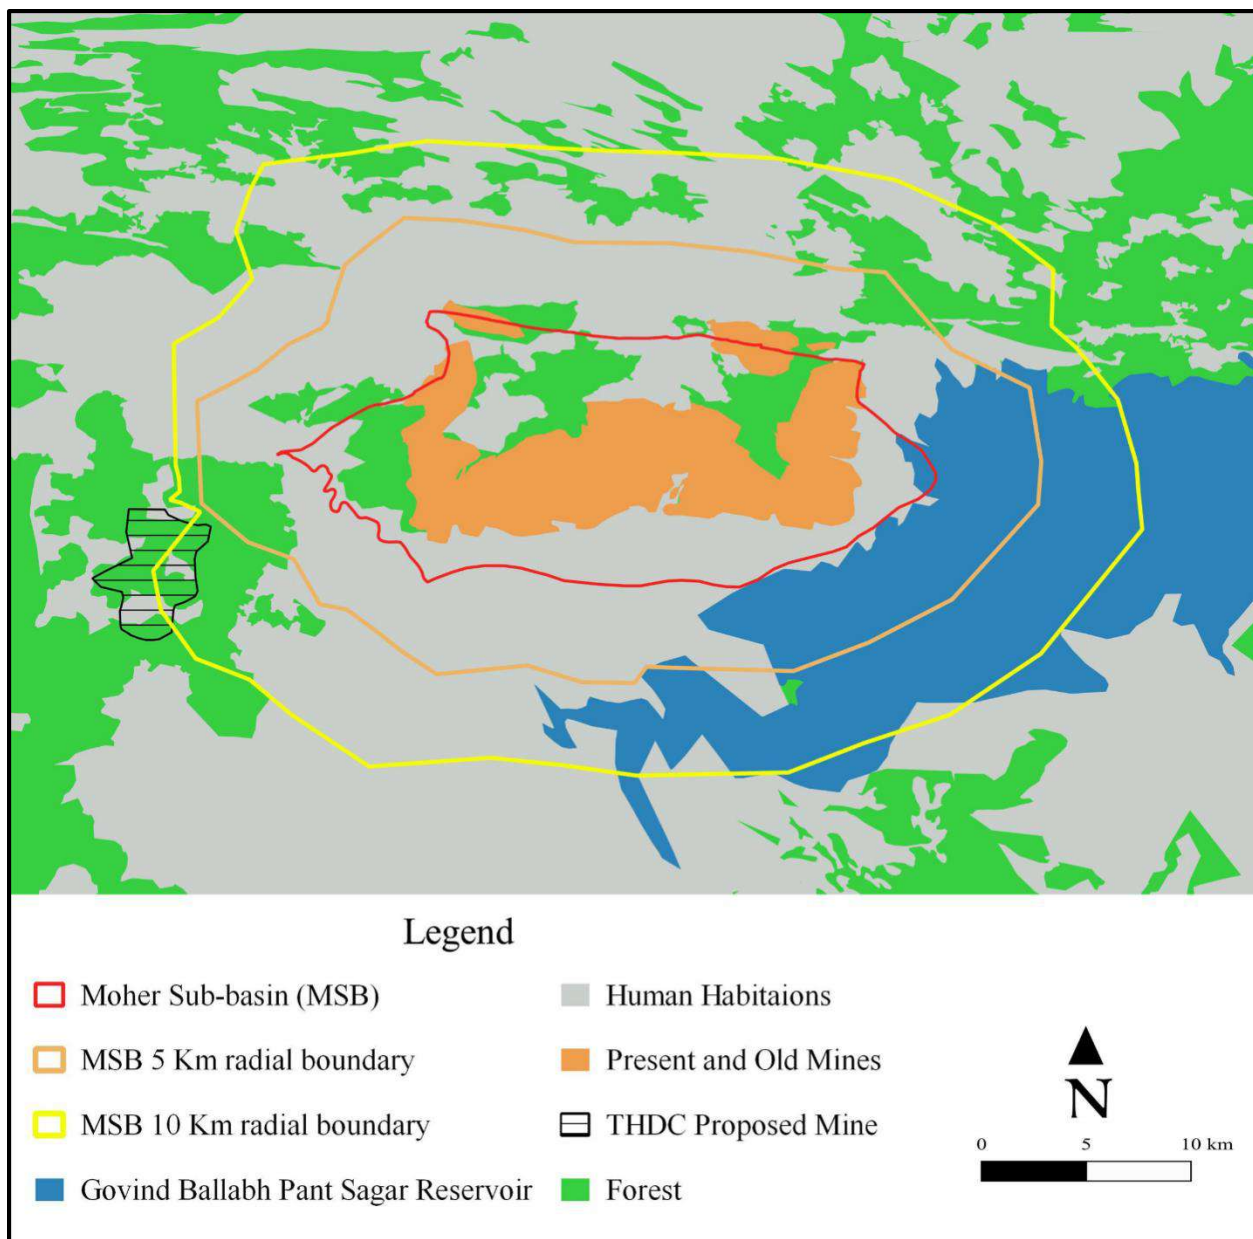 Legend
Moher Sub-basin (MSB)
Human Habitaions
MSB 5 Km radial boundary
Present and Old Mines
MSB 10 Km radial boundary
THDC Proposed Mine
Govind Ballabh Pant Sagar Reservoir
Forest
N
0 5 10 km